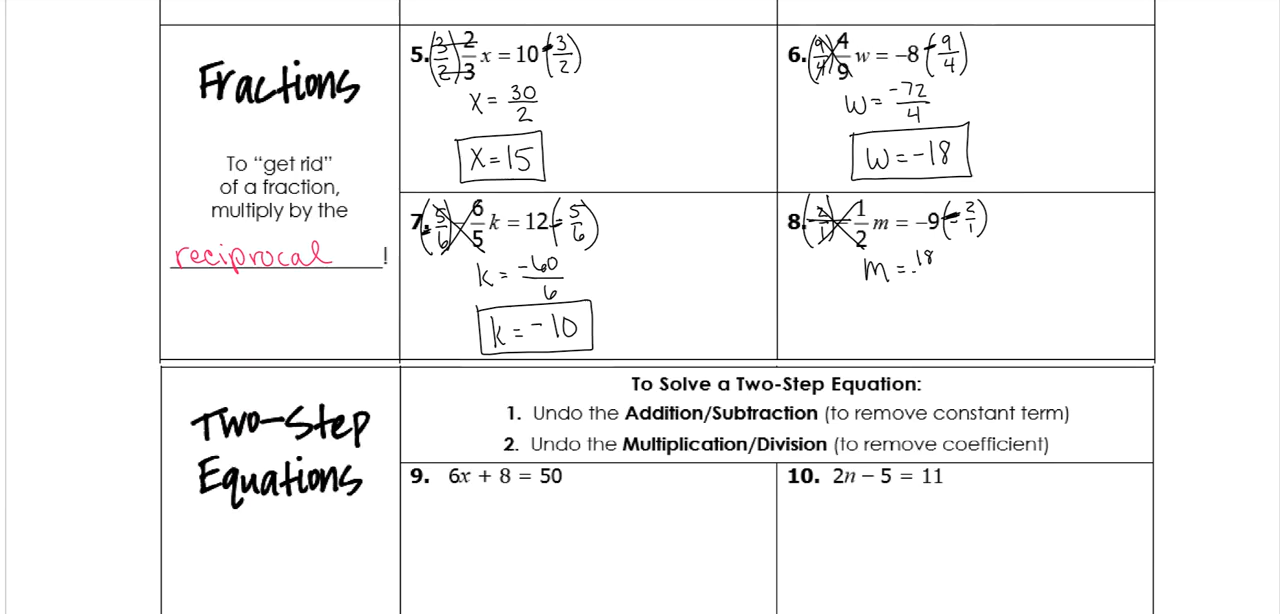 Fractions
To “get rid”
of a fraction,
multiply by the
reciprocal!
5. (3/2) 2/3 x = 10 (3/2)
x = 30/2
x = 15
6. (9/4) 4/9 w = −8 (9/4)
w = -72/4
w = -18
7. (-5/6) - 6/5 k = 12 (-5/6)
k = -60/6
k = -10
8. (-2/1) - 1/2 m = −9 (-2/1)
m = 18
Two-Step
Equations
To Solve a Two-Step Equation:
1. Undo the Addition/Subtraction (to remove constant term)
2. Undo the Multiplication/Division (to remove coefficient)
9. 6x + 8 = 50
10. 2n − 5 = 11